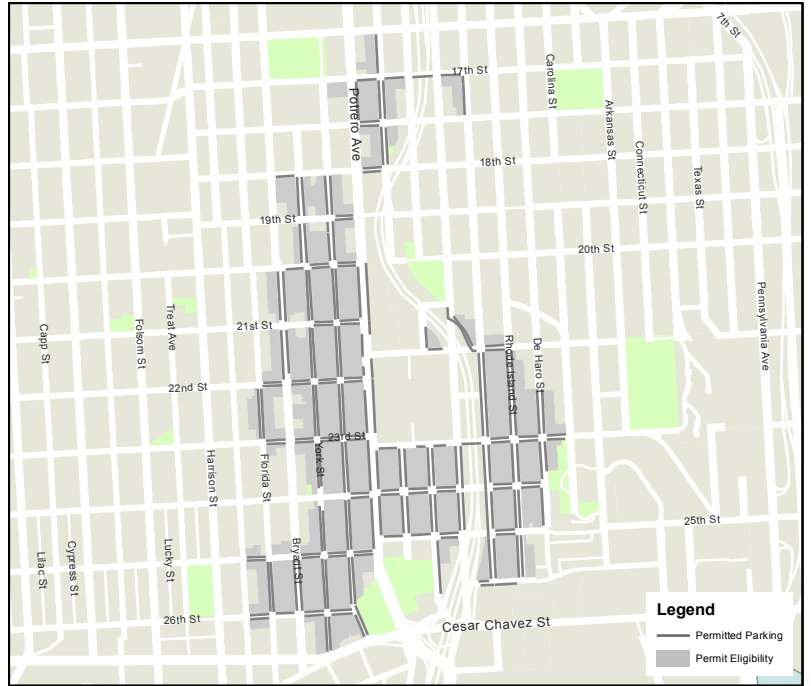 7th St
17th St
Carolina St
Potrero Ave
Arkansas St
Connecticut St
18th St
Texas St
19th St
20th St
Pennsylvania Ave
Treat Ave
Folsom St
Capp St
21st St
Rhode Island St
De Haro St
22nd St
23rd St
York St
Harrison St
Florida St
25th St
Bryant St
Lucky St
Cypress St
Lilac St
26th St
Cesar Chavez St
Legend
Permitted Parking
Permit Eligibility